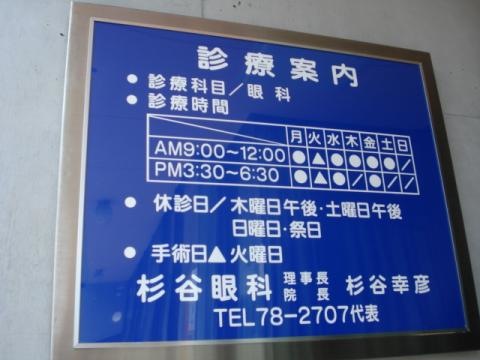 診療案内
● 診療科目／眼科
● 診療時間
月 火 水 木 金 土 日
AM9:00～12:00 ● ▲ ● ● ● ● ／
PM3:30～6:30 ● ▲ ● ／ ● ／ ／
● 休診日／木曜日午後・土曜日午後
日曜日・祭日
● 手術日▲火曜日
杉谷眼科 理事長 院長 杉谷幸彦
TEL78-2707代表